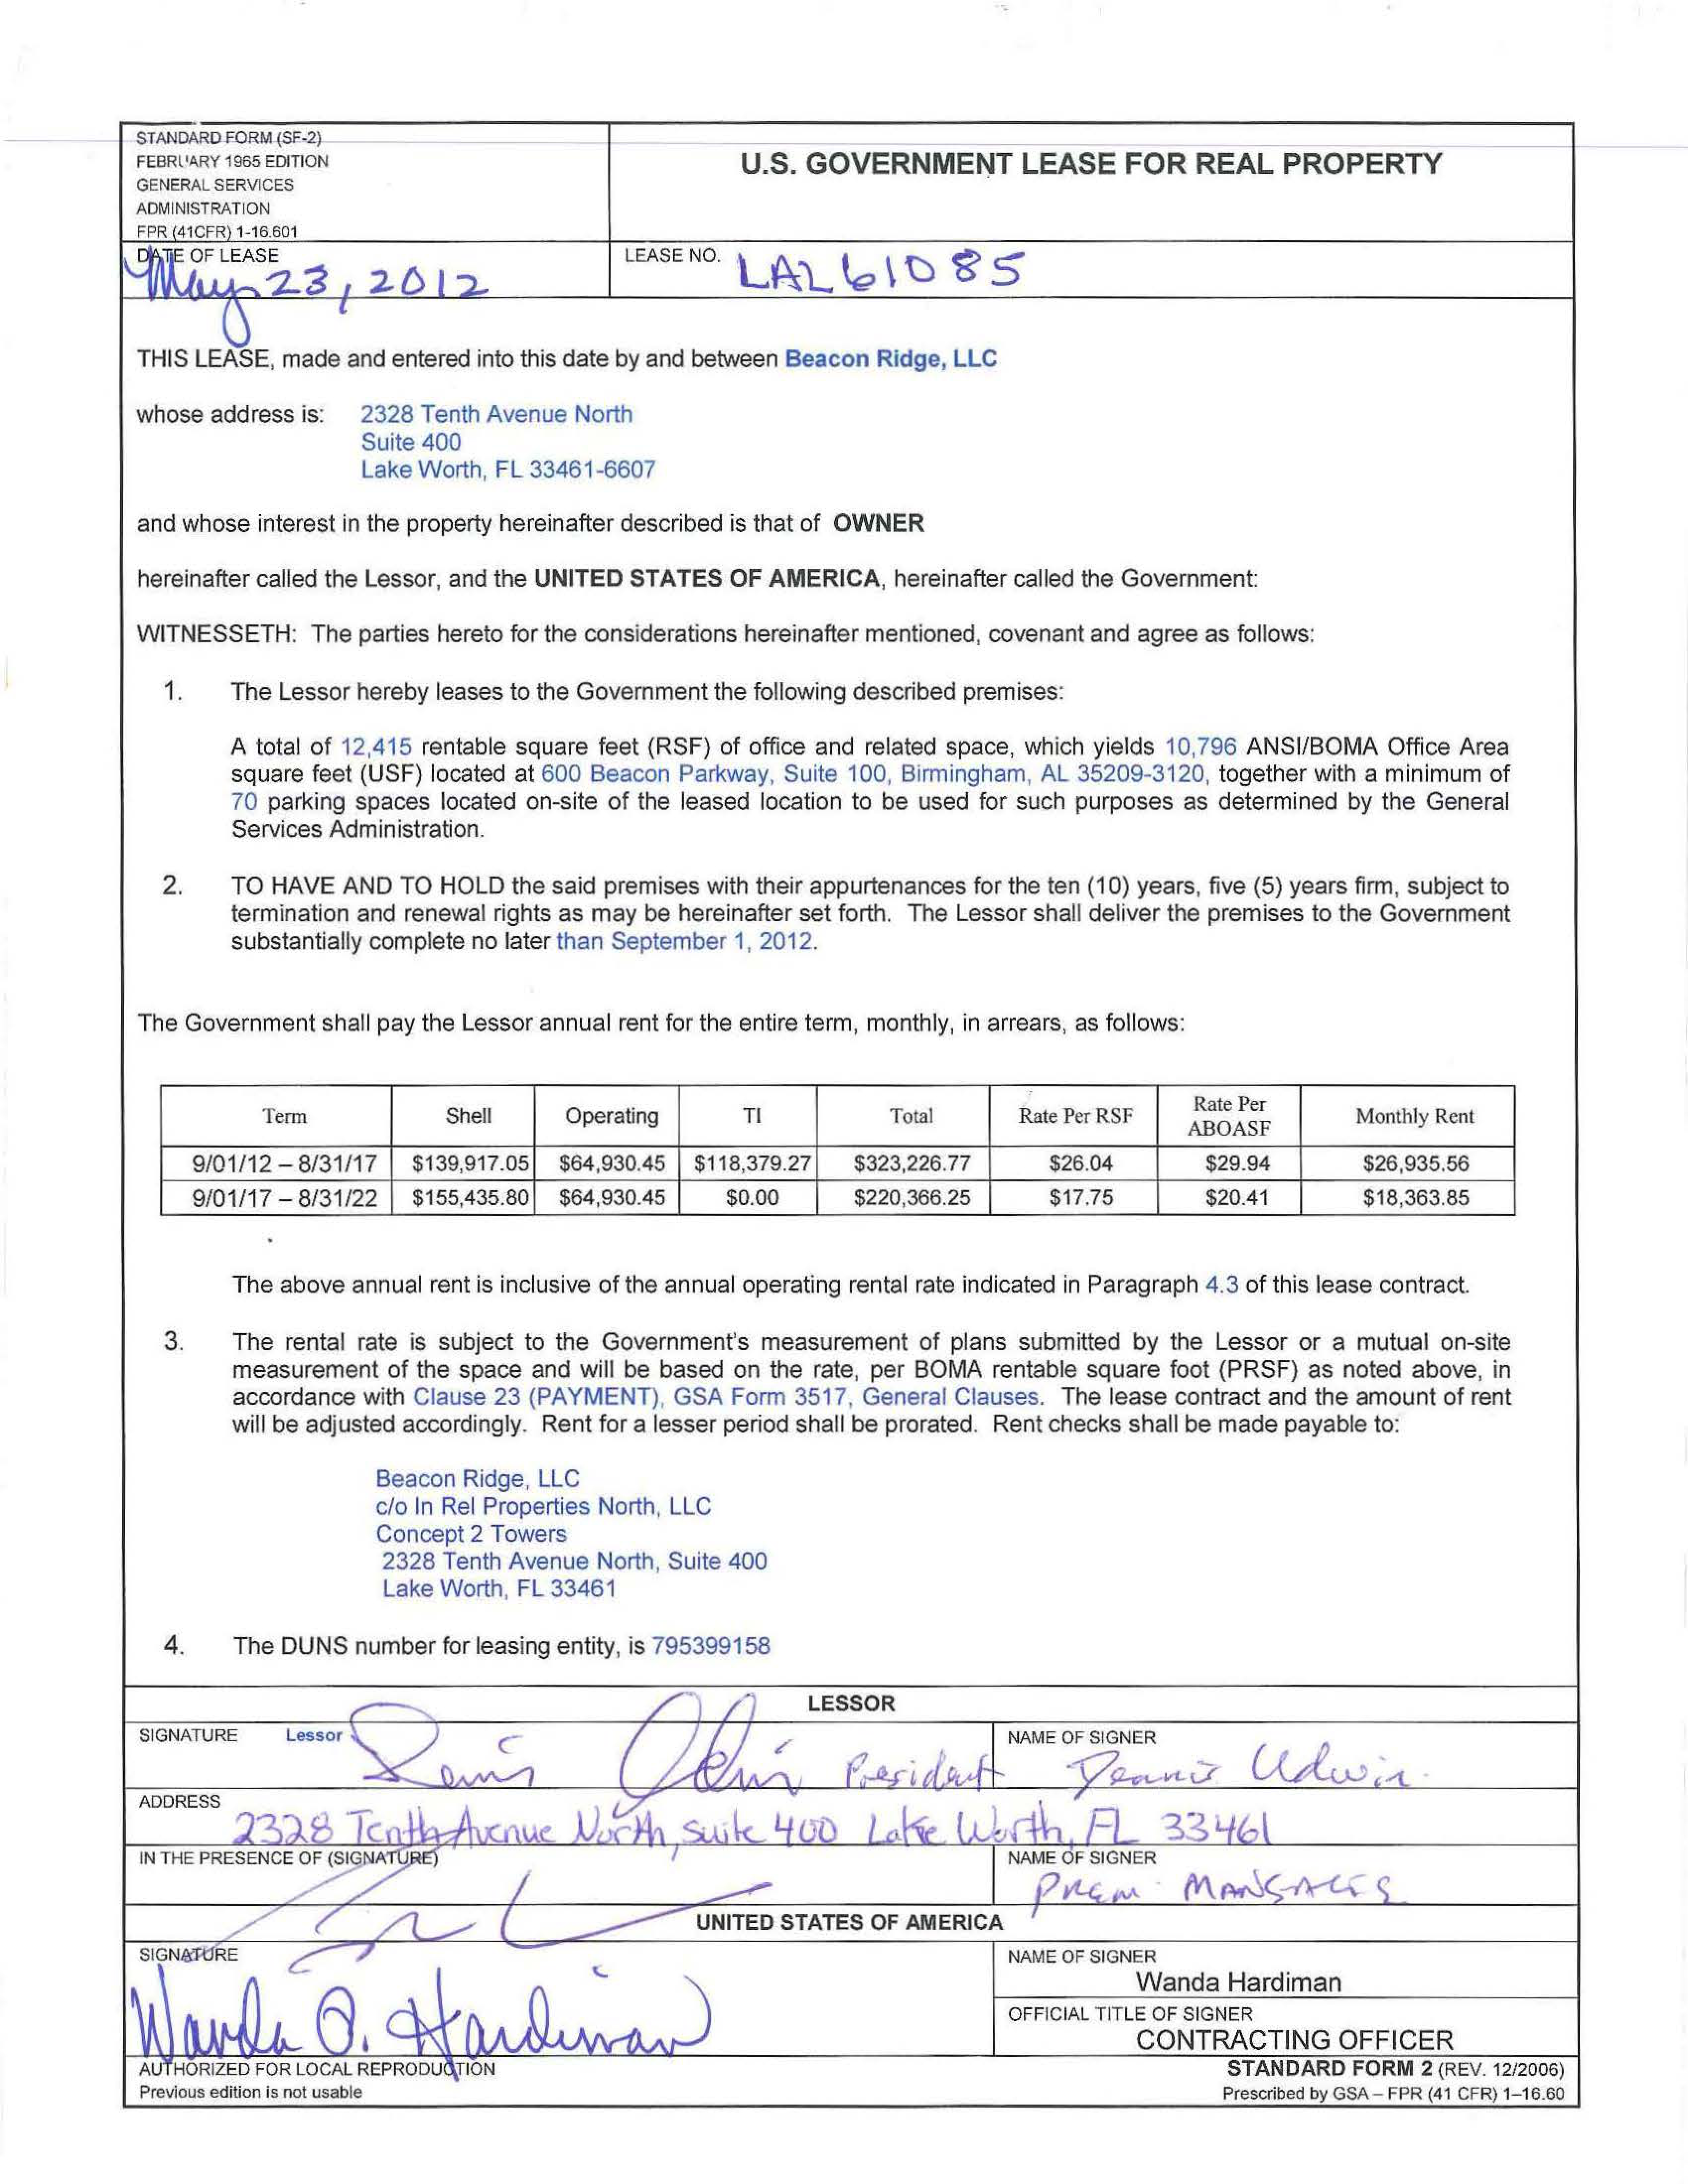 STANDARD FORM (SF-2)
FEBRUARY 1965 EDITION
GENERAL SERVICES
ADMINISTRATION
FPR (41CFR) 1-16.601
U.S. GOVERNMENT LEASE FOR REAL PROPERTY
DATE OF LEASE
May 23, 2012
LEASE NO. LAL61085
THIS LEASE, made and entered into this date by and between Beacon Ridge, LLC
whose address is: 2328 Tenth Avenue North
Suite 400
Lake Worth, FL 33461-6607
and whose interest in the property hereinafter described is that of OWNER
hereinafter called the Lessor, and the UNITED STATES OF AMERICA, hereinafter called the Government:
WITNESSETH: The parties hereto for the considerations hereinafter mentioned, covenant and agree as follows:
1. The Lessor hereby leases to the Government the following described premises:
A total of 12,415 rentable square feet (RSF) of office and related space, which yields 10,796 ANSI/BOMA Office Area
square feet (USF) located at 600 Beacon Parkway, Suite 100, Birmingham, AL 35209-3120, together with a minimum of
70 parking spaces located on-site of the leased location to be used for such purposes as determined by the General
Services Administration.
2. TO HAVE AND TO HOLD the said premises with their appurtenances for the ten (10) years, five (5) years firm, subject to
termination and renewal rights as may be hereinafter set forth. The Lessor shall deliver the premises to the Government
substantially complete no later than September 1, 2012.
The Government shall pay the Lessor annual rent for the entire term, monthly, in arrears, as follows:
Term Shell Operating TI Total Rate Per RSF Rate Per ABOASF Monthly Rent
9/01/12 – 8/31/17 $139,917.05 $64,930.45 $118,379.27 $323,226.77 $26.04 $29.94 $26,935.56
9/01/17 – 8/31/22 $155,435.80 $64,930.45 $0.00 $220,366.25 $17.75 $20.41 $18,363.85
The above annual rent is inclusive of the annual operating rental rate indicated in Paragraph 4.3 of this lease contract.
3. The rental rate is subject to the Government's measurement of plans submitted by the Lessor or a mutual on-site
measurement of the space and will be based on the rate, per BOMA rentable square foot (PRSF) as noted above, in
accordance with Clause 23 (PAYMENT), GSA Form 3517, General Clauses. The lease contract and the amount of rent
will be adjusted accordingly. Rent for a lesser period shall be prorated. Rent checks shall be made payable to:
Beacon Ridge, LLC
c/o In Rel Properties North, LLC
Concept 2 Towers
2328 Tenth Avenue North, Suite 400
Lake Worth, FL 33461
4. The DUNS number for leasing entity, is 795399158
LESSOR
SIGNATURE Lessor President
NAME OF SIGNER
Dennis Udwin
ADDRESS
2328 Tenth Avenue North, suite 400 Lake Worth, FL 33461
IN THE PRESENCE OF (SIGNATURE)
NAME OF SIGNER
Prem
UNITED STATES OF AMERICA
SIGNATURE
Wanda O. Hardiman
NAME OF SIGNER
Wanda Hardiman
OFFICIAL TITLE OF SIGNER
CONTRACTING OFFICER
AUTHORIZED FOR LOCAL REPRODUCTION
Previous edition is not usable
STANDARD FORM 2 (REV. 12/2006)
Prescribed by GSA – FPR (41 CFR) 1–16.60